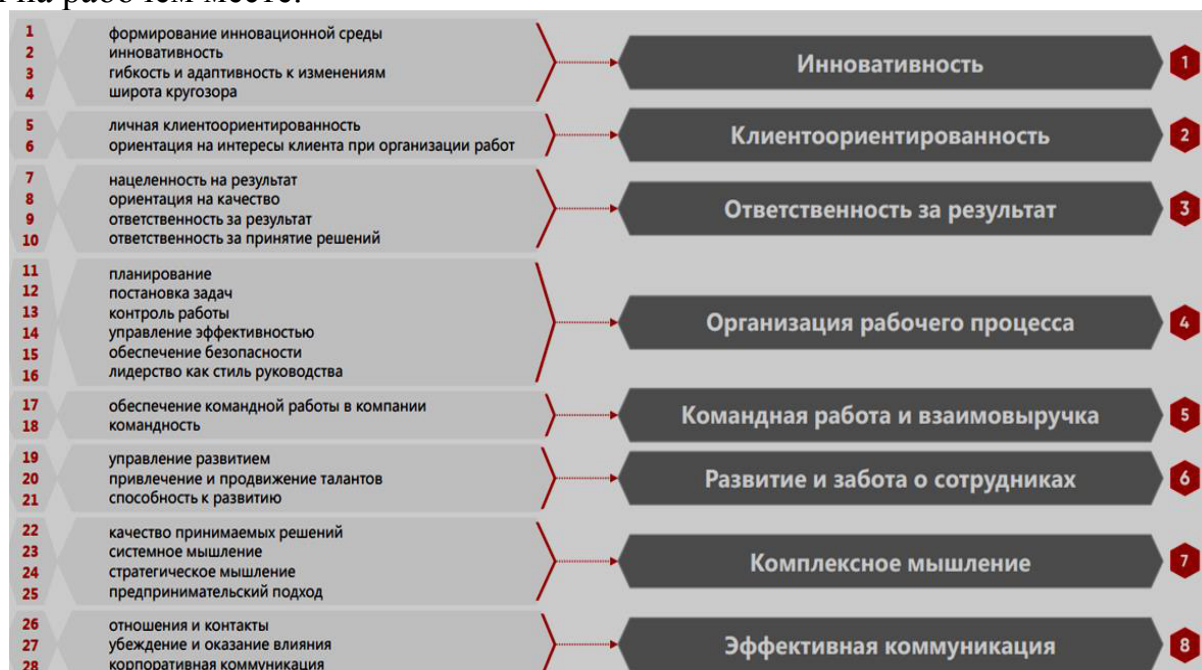 на рабочем месте.
1 формирование инновационной среды
2 инновативность
3 гибкость и адаптивность к изменениям
4 широта кругозора
Инновативность 1
5 личная клиентоориентированность
6 ориентация на интересы клиента при организации работ
Клиентоориентированность 2
7 нацеленность на результат
8 ориентация на качество
9 ответственность за результат
10 ответственность за принятие решений
Ответственность за результат 3
11 планирование
12 постановка задач
13 контроль работы
14 управление эффективностью
15 обеспечение безопасности
16 лидерство как стиль руководства
Организация рабочего процесса 4
17 обеспечение командной работы в компании
18 командность
Командная работа и взаимовыручка 5
19 управление развитием
20 привлечение и продвижение талантов
21 способность к развитию
Развитие и забота о сотрудниках 6
22 качество принимаемых решений
23 системное мышление
24 стратегическое мышление
25 предпринимательский подход
Комплексное мышление 7
26 отношения и контакты
27 убеждение и оказание влияния
28 корпоративная коммуникация
Эффективная коммуникация 8